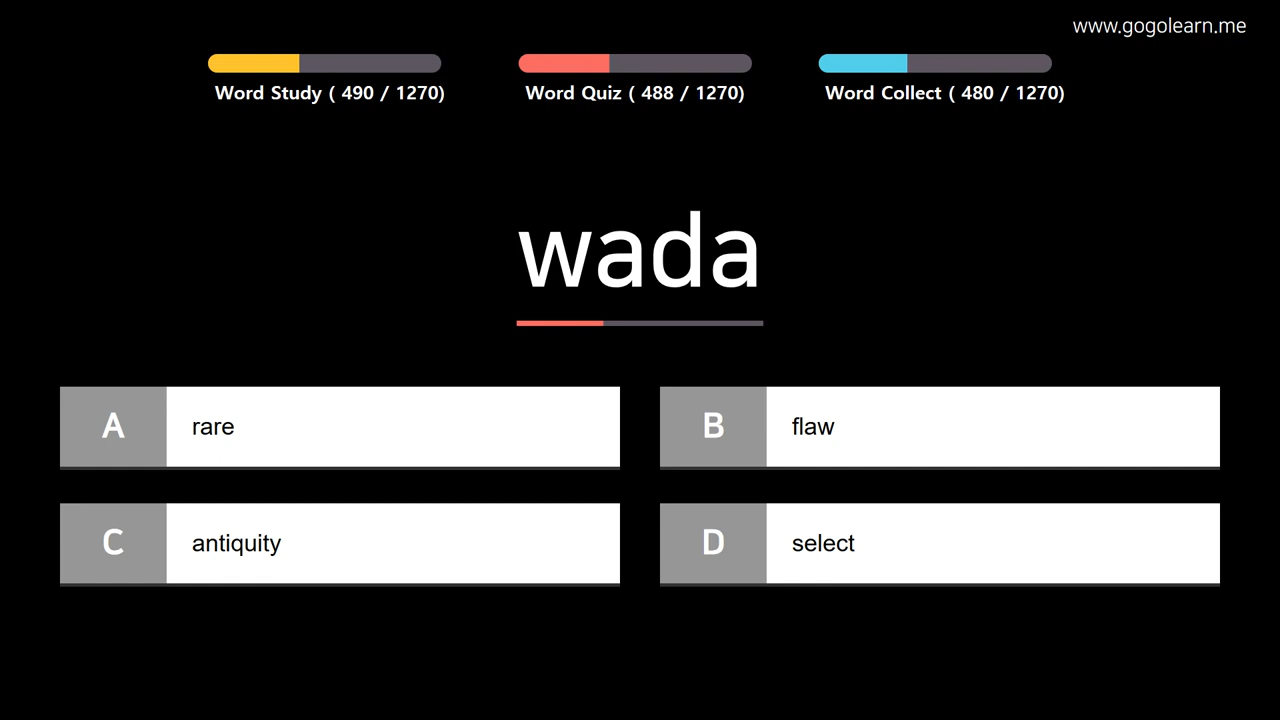 www.gogolearn.me
Word Study ( 490 / 1270)
Word Quiz ( 488 / 1270)
Word Collect ( 480 / 1270)
wada
A rare
B flaw
C antiquity
D select